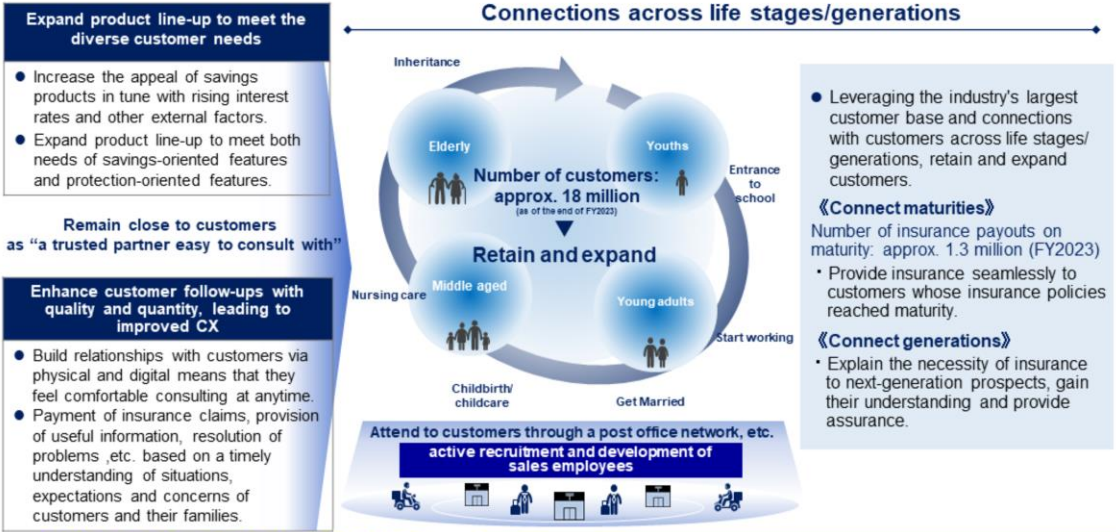 Expand product line-up to meet the
diverse customer needs
● Increase the appeal of savings
products in tune with rising interest
rates and other external factors.
● Expand product line-up to meet both
needs of savings-oriented features
and protection-oriented features.
Remain close to customers
as “a trusted partner easy to consult with”
Enhance customer follow-ups with
quality and quantity, leading to
improved CX
● Build relationships with customers via
physical and digital means that they
feel comfortable consulting at anytime.
● Payment of insurance claims, provision
of useful information, resolution of
problems ,etc. based on a timely
understanding of situations,
expectations and concerns of
customers and their families.
Connections across life stages/generations
Inheritance
Elderly
Youths
Number of customers:
approx. 18 million
(as of the end of FY2023)
Entrance
to
school
Retain and expand
Nursing care
Middle aged
Young adults
Start working
Childbirth/
childcare
Get Married
Attend to customers through a post office network, etc.
active recruitment and development of
sales employees
● Leveraging the industry's largest
customer base and connections
with customers across life stages/
generations, retain and expand
customers.
《Connect maturities》
Number of insurance payouts on
maturity: approx. 1.3 million (FY2023)
・Provide insurance seamlessly to
customers whose insurance policies
reached maturity.
《Connect generations》
・Explain the necessity of insurance
to next-generation prospects, gain
their understanding and provide
assurance.